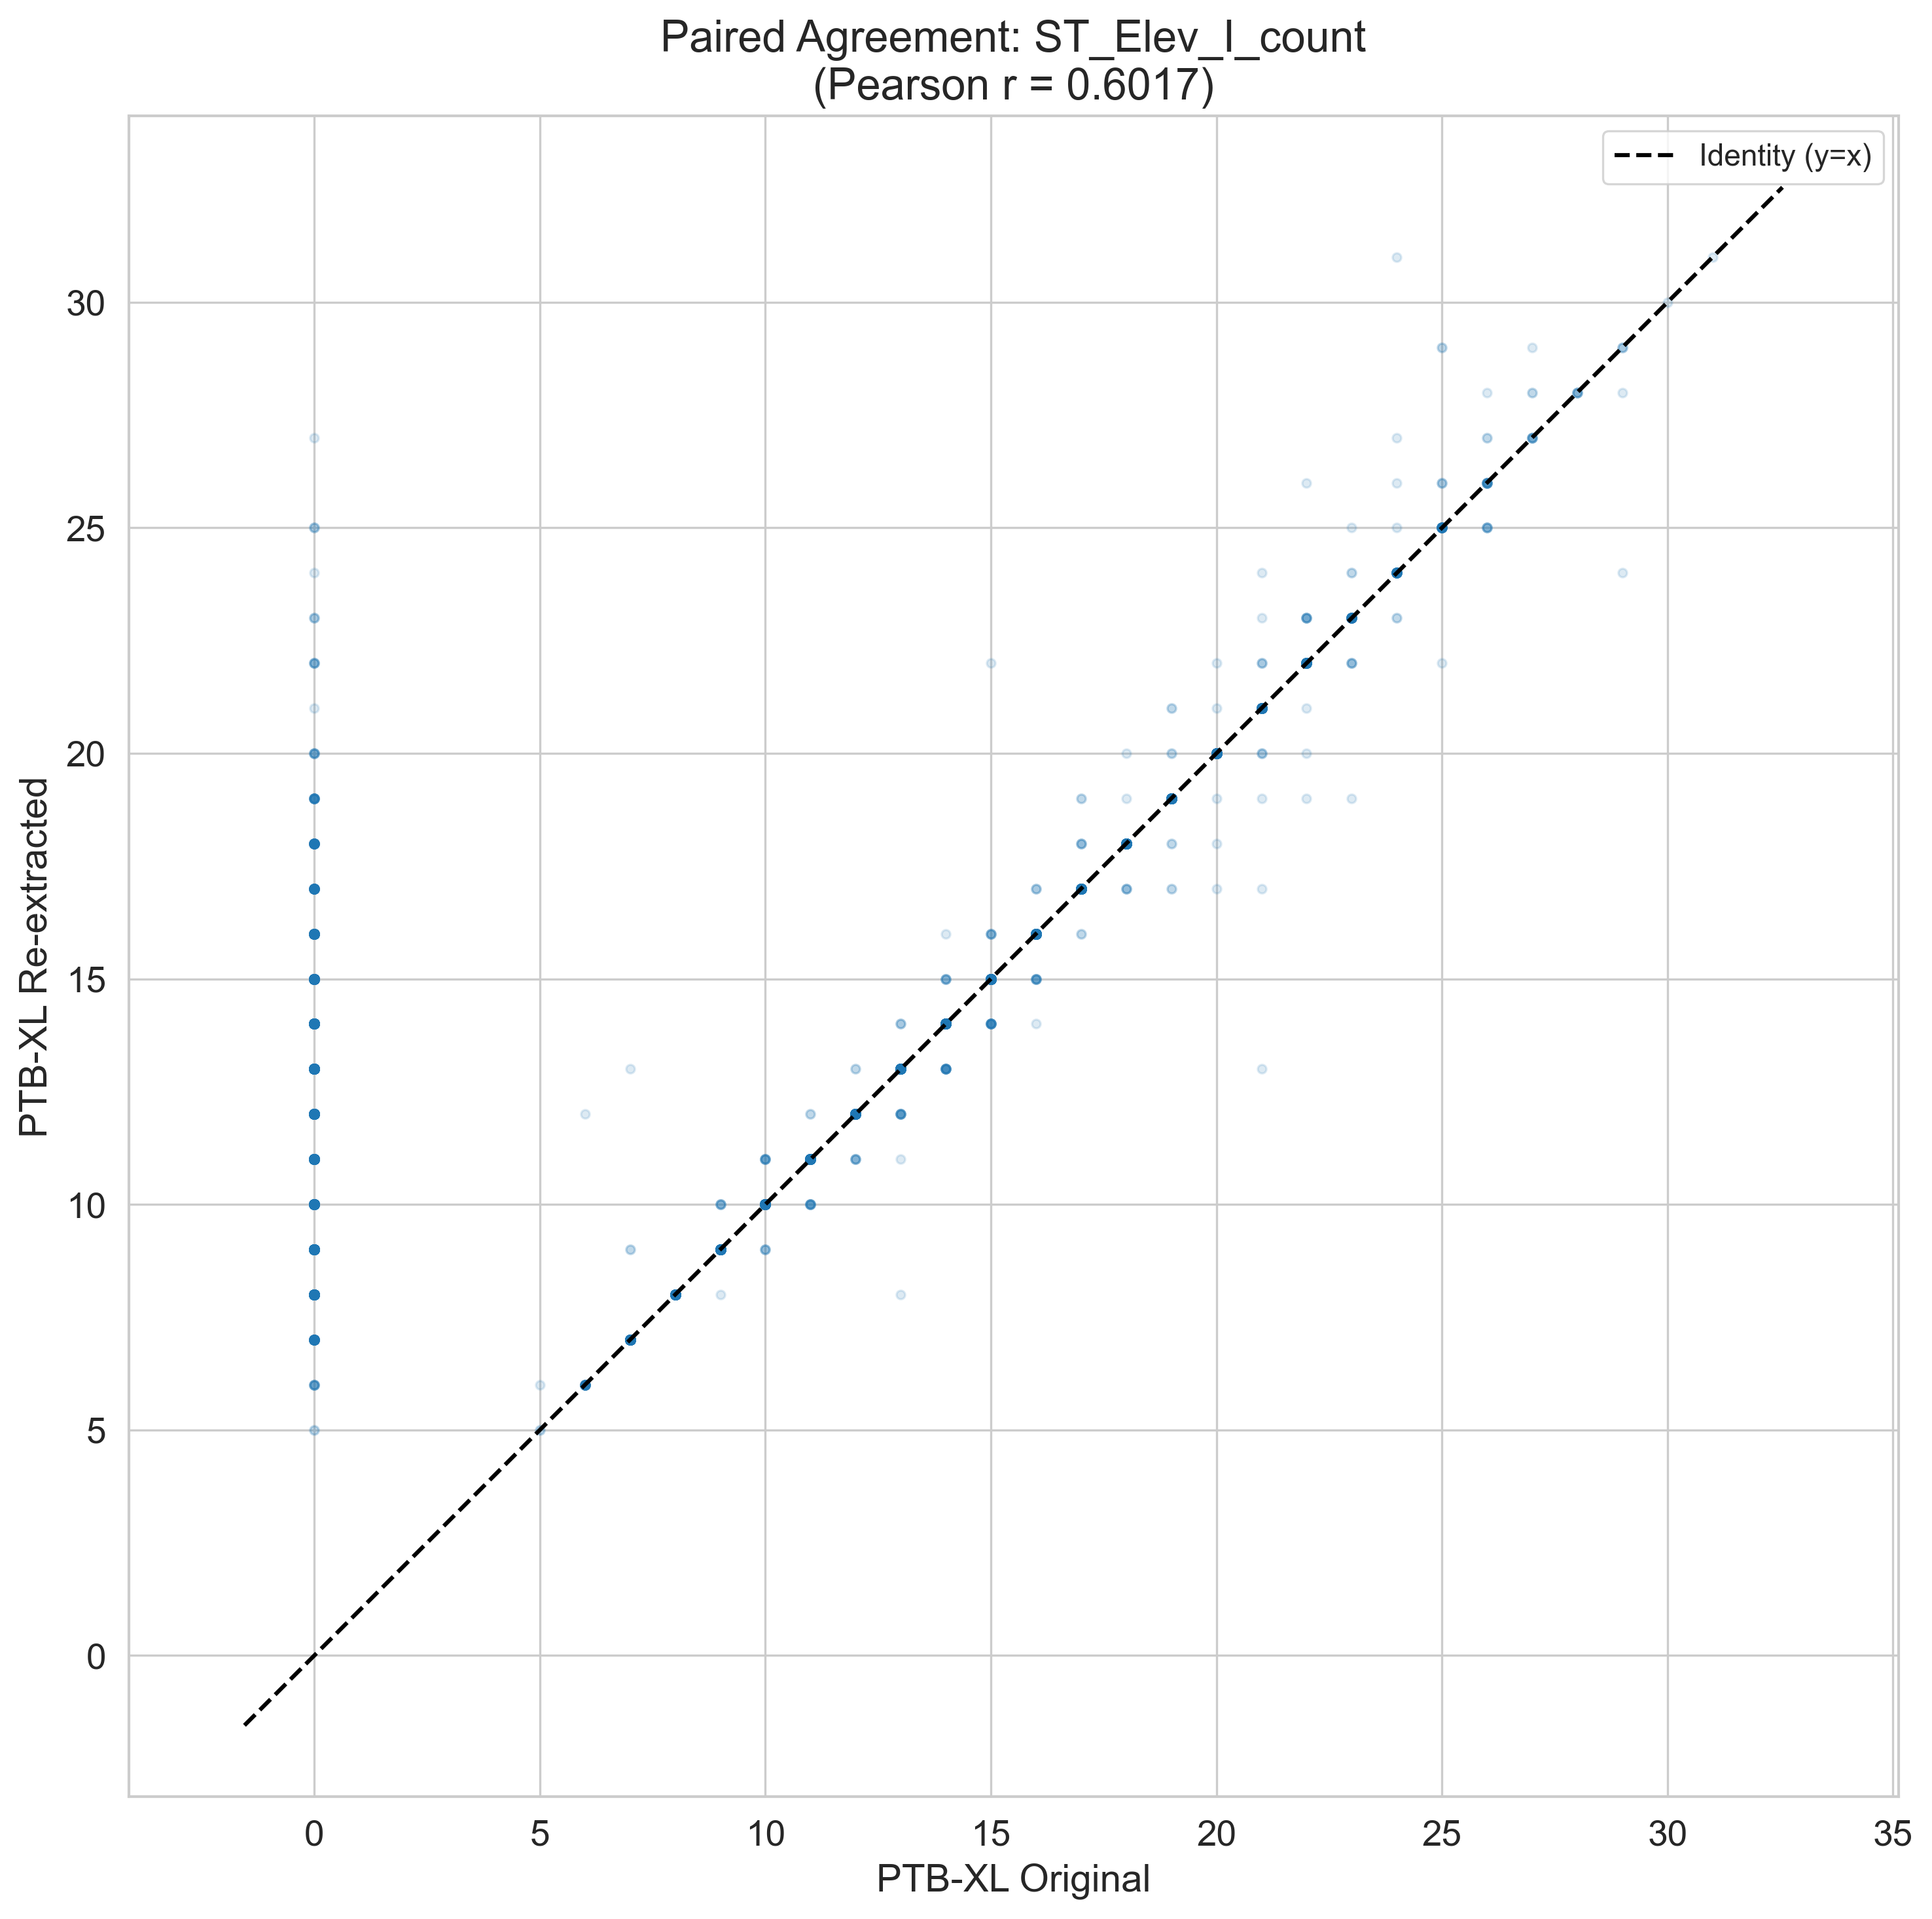 Paired Agreement: ST_Elev_I_count
(Pearson r = 0.6017)
Identity (y=x)
30
25
20
15
10
5
0
PTB-XL Re-extracted
0 5 10 15 20 25 30 35
PTB-XL Original